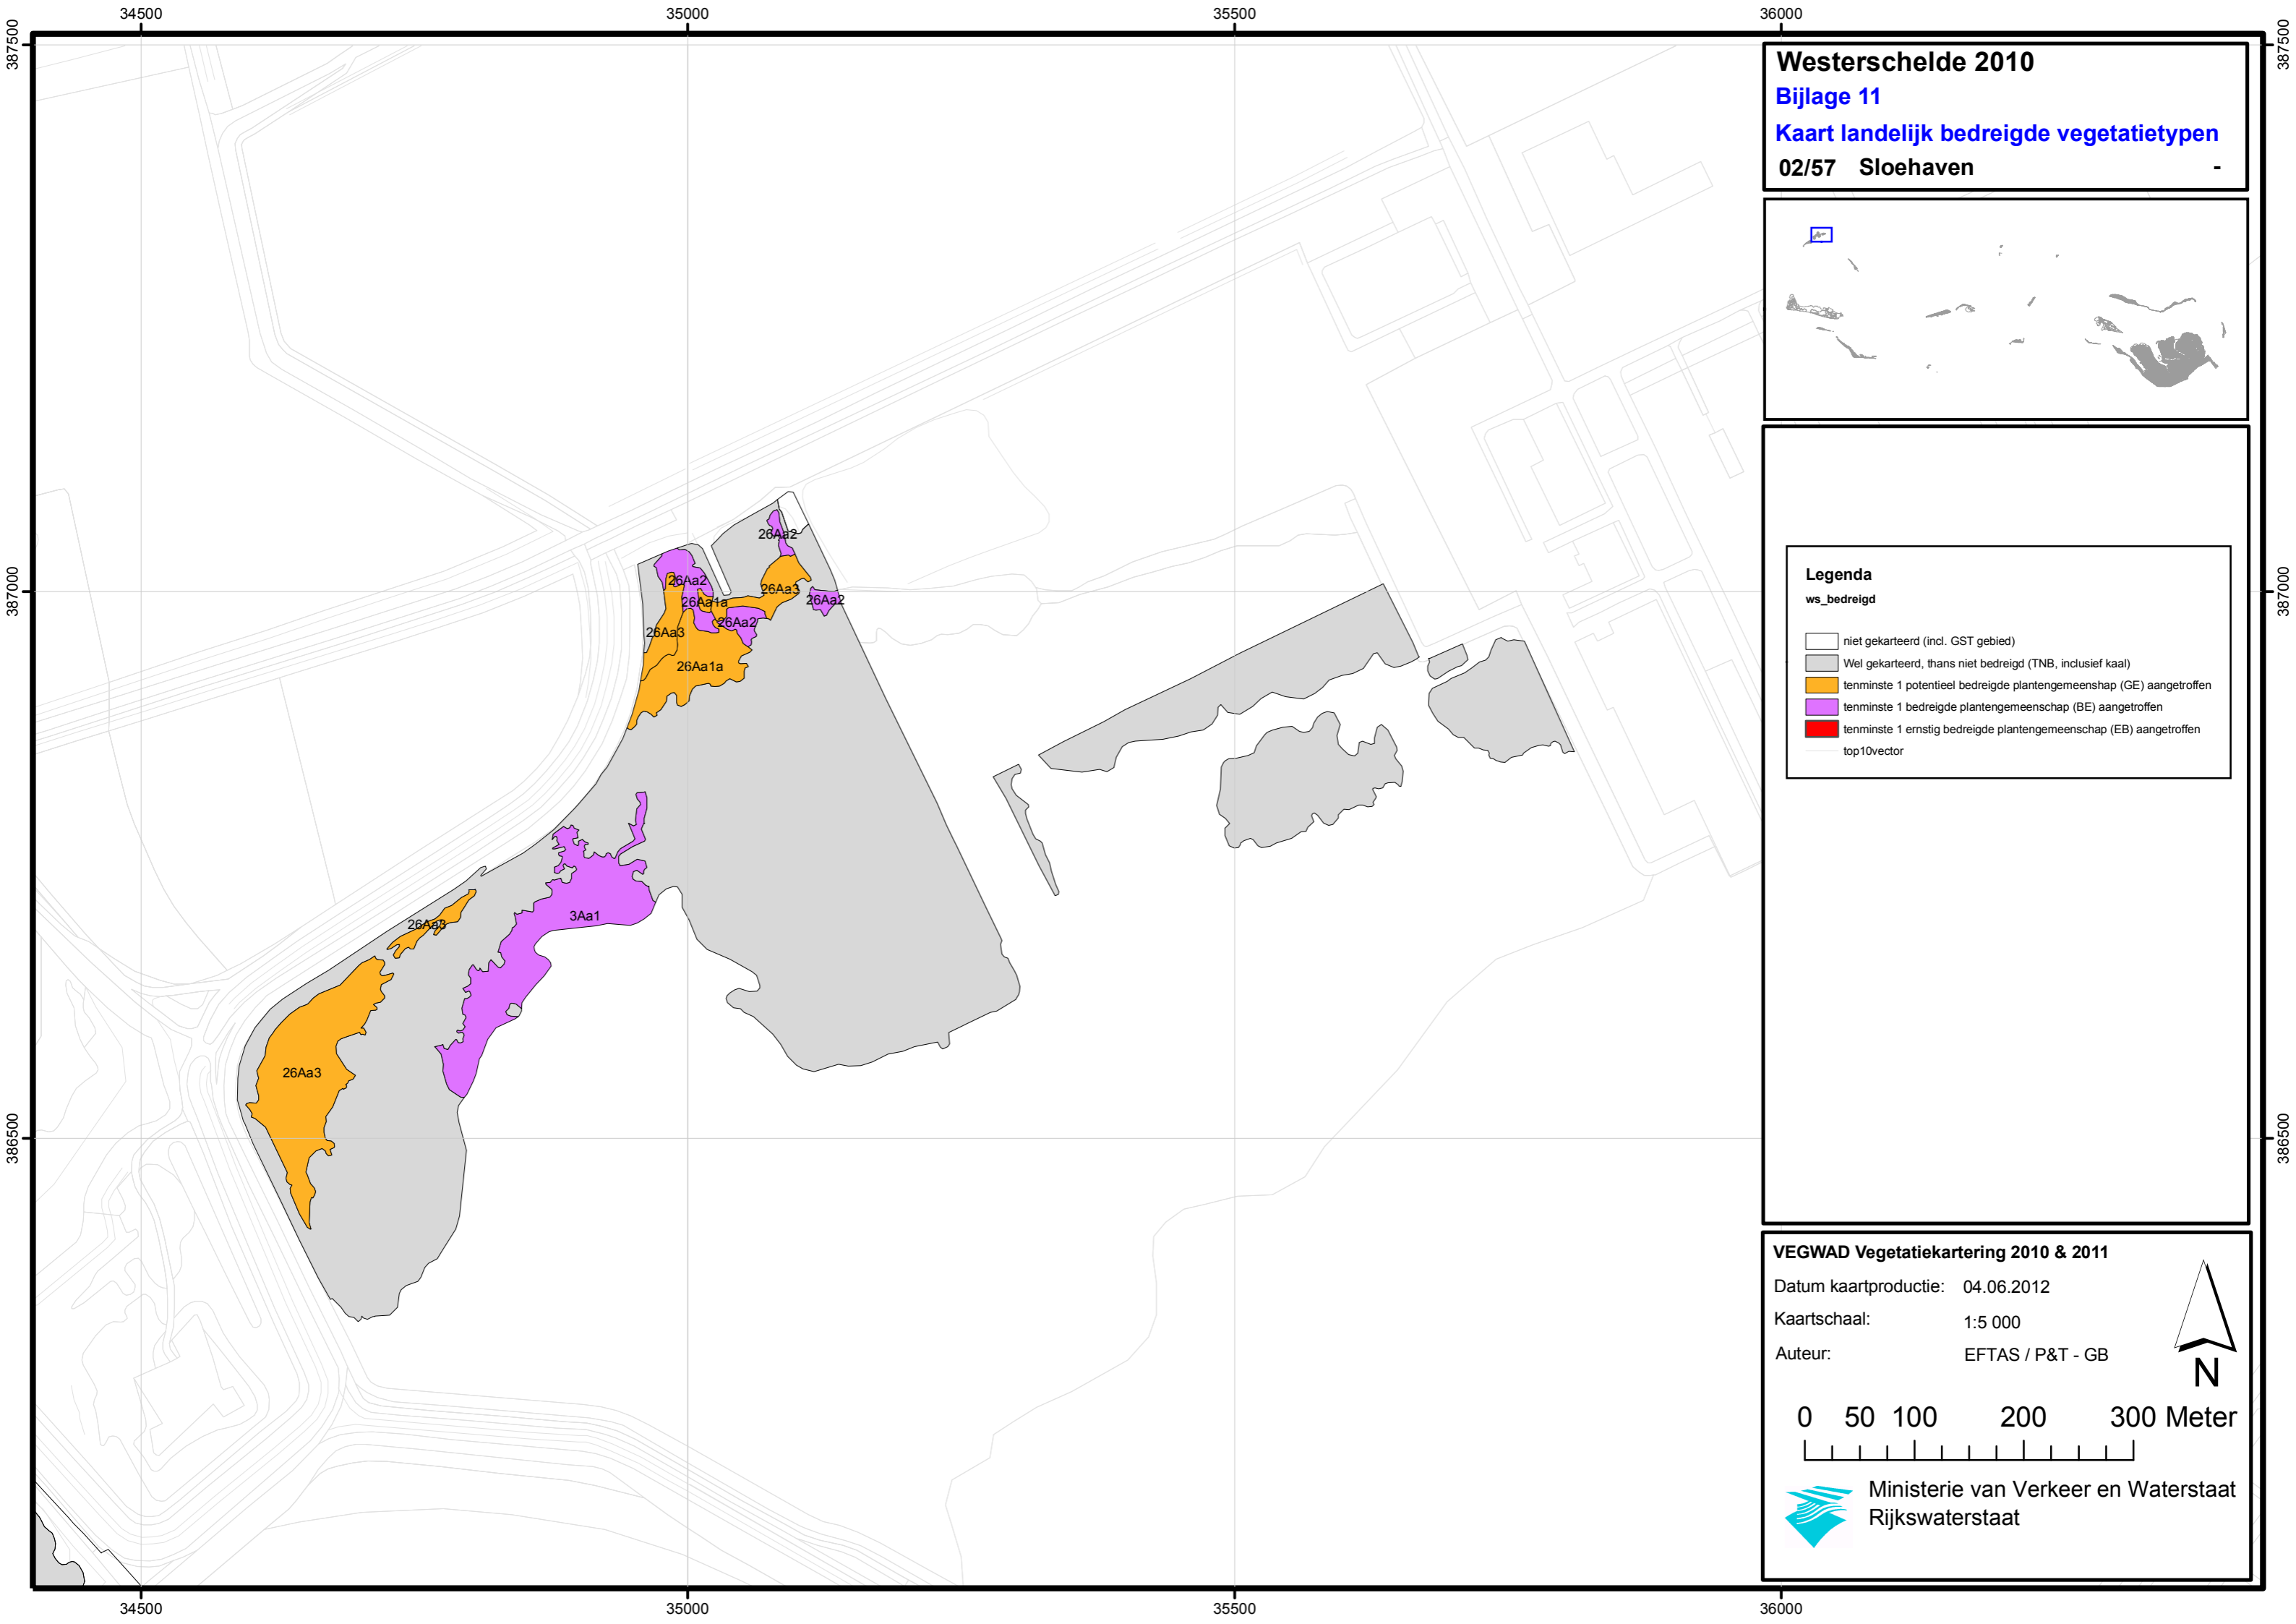 34500 35000 35500 36000
387500 387500
Westerschelde 2010
Bijlage 11
Kaart landelijk bedreigde vegetatietypen
02/57 Sloehaven -
26Aa2
26Aa2
26Aa3
26Aa1a
26Aa2
26Aa2
26Aa3
26Aa1a
387000 387000
3Aa1
26Aa3
26Aa3
386500 386500
Legenda
ws_bedreigd
niet gekarteerd (incl. GST gebied)
Wel gekarteerd, thans niet bedreigd (TNB, inclusief kaal)
tenminste 1 potentieel bedreigde plantengemeenshap (GE) aangetroffen
tenminste 1 bedreigde plantengemeenschap (BE) aangetroffen
tenminste 1 ernstig bedreigde plantengemeenschap (EB) aangetroffen
top10vector
VEGWAD Vegetatiekartering 2010 & 2011
Datum kaartproductie: 04.06.2012
Kaartschaal: 1:5 000
Auteur: EFTAS / P&T - GB
N
0 50 100 200 300 Meter
Ministerie van Verkeer en Waterstaat
Rijkswaterstaat
34500 35000 35500 36000